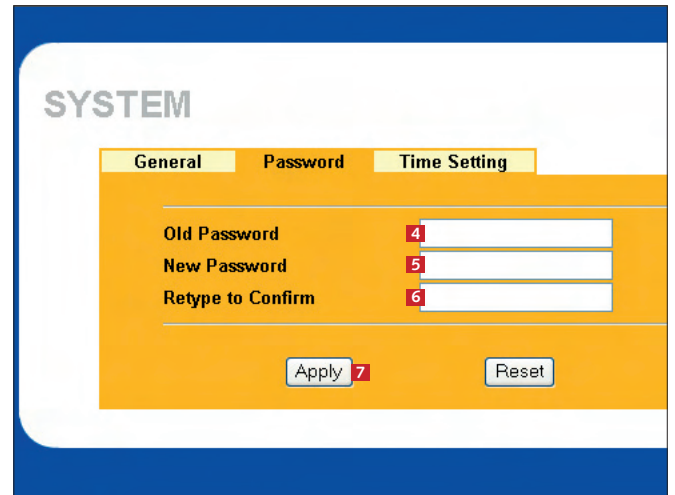 SYSTEM
General Password Time Setting
Old Password 4
New Password 5
Retype to Confirm 6
Apply 7 Reset